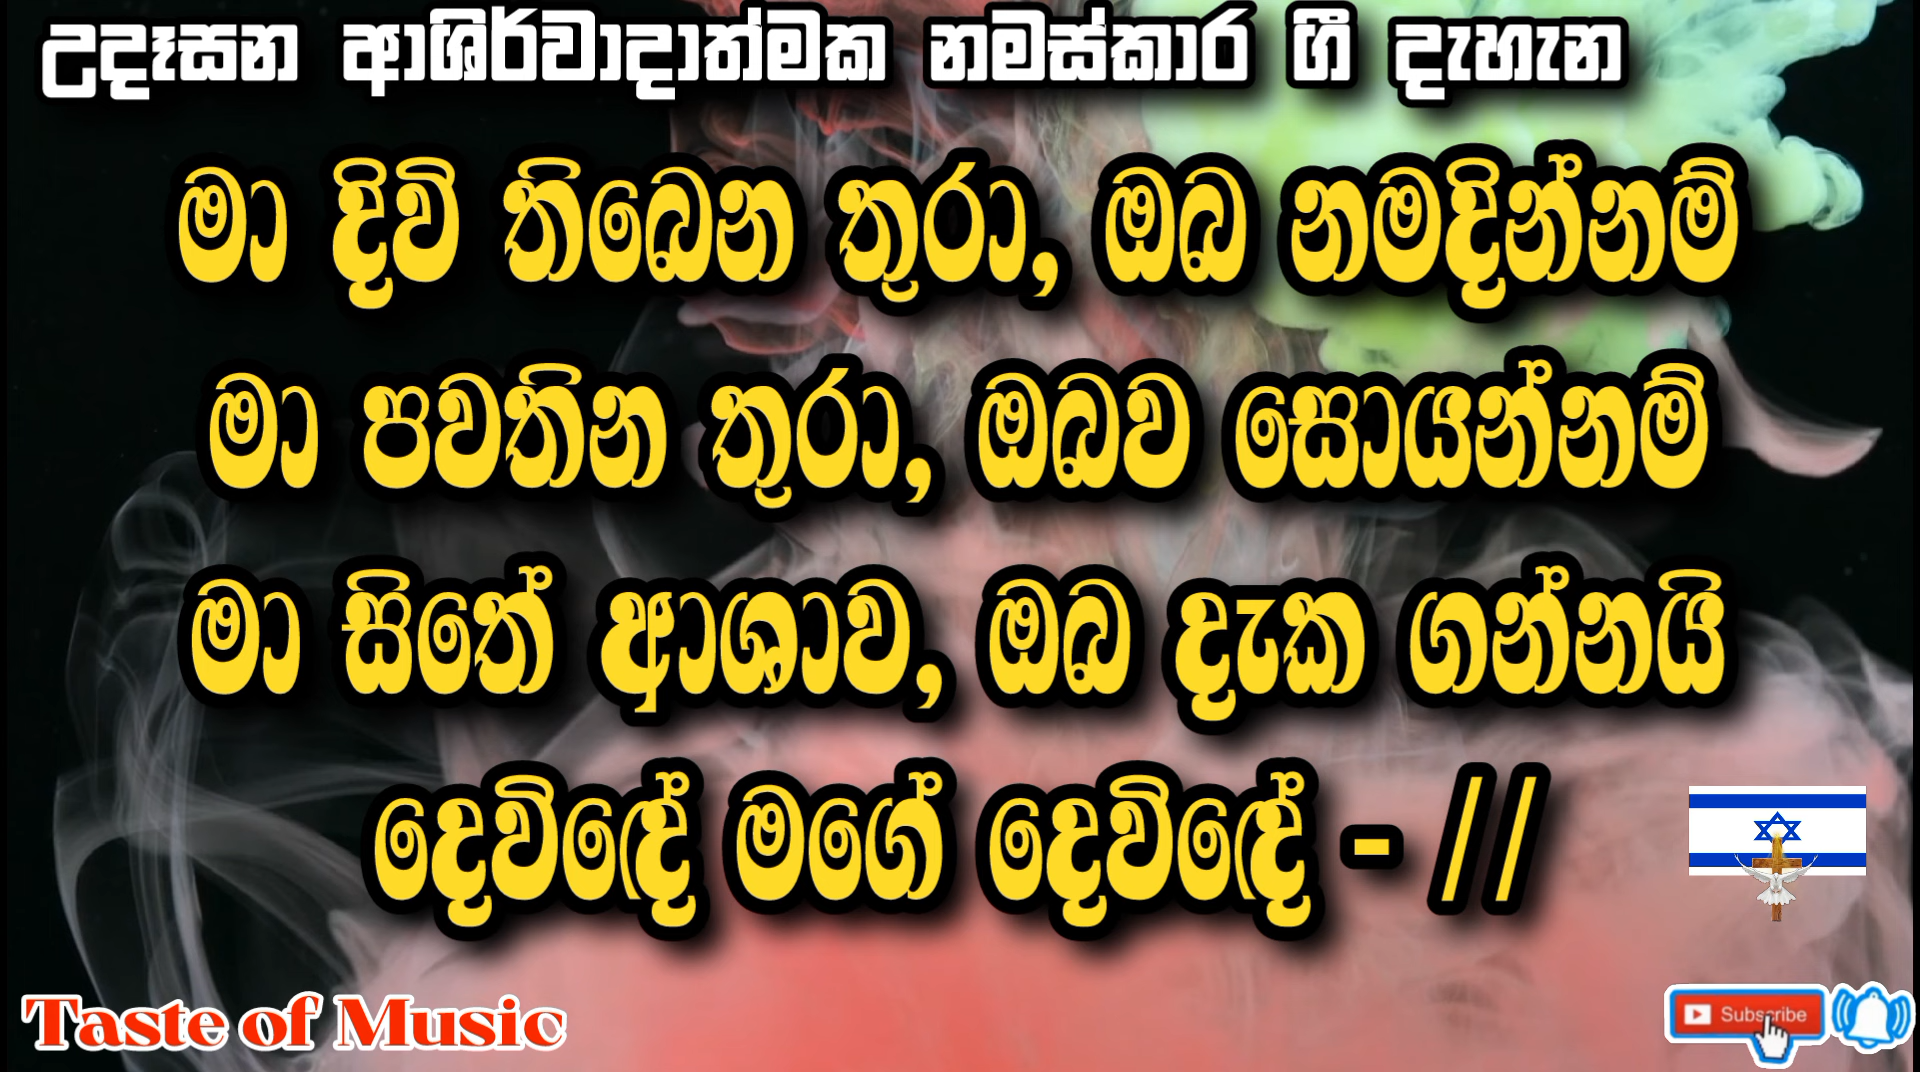 උදෑසන ආශිර්වාදාත්මක නමස්කාර ගී දැහැන
මා දිවි තිබෙන තුරා, ඔබ නමදින්නම්
මා පවතින තුරා, ඔබව සොයන්නම්
මා සිතේ ආශාව, ඔබ දැක ගන්නයි
දෙවිඳේ මගේ දෙවිඳේ - //
Taste of Music
Subscribe